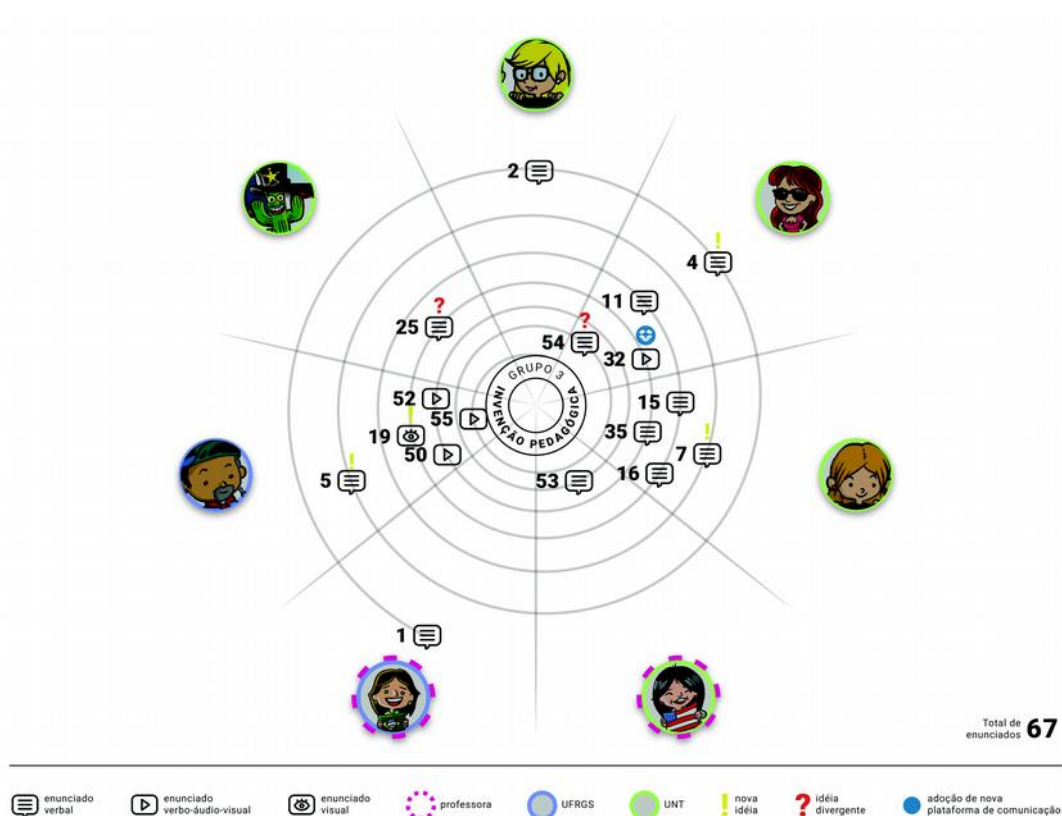 2
4
11
25
54
32
52
15
55
35
19
7
50
16
5
53
1
GRUPO 3
INVENÇÃO PEDAGÓGICA
Total de
enunciados 67
enunciado
verbal
enunciado
verbo-áudio-visual
enunciado
visual
professora
UFRGS
UNT
nova
idéia
idéia
divergente
adoção de nova
plataforma de comunicação